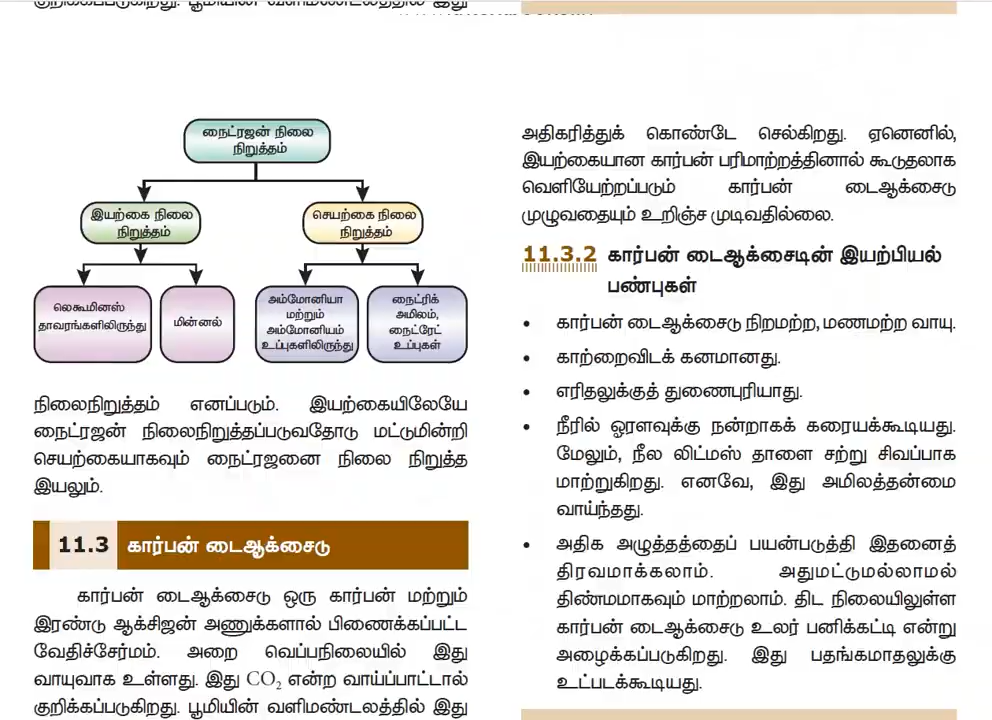 நைட்ரஜன் நிலை
நிறுத்தம்
இயற்கை நிலை
நிறுத்தம்
செயற்கை நிலை
நிறுத்தம்
லெகூமினஸ்
தாவரங்களிலிருந்து
மின்னல்
அம்மோனியா
மற்றும்
அம்மோனியம்
உப்புகளிலிருந்து
நைட்ரிக்
அமிலம்,
நைட்ரேட்
உப்புகள்
நிலைநிறுத்தம் எனப்படும். இயற்கையிலேயே
நைட்ரஜன் நிலைநிறுத்தப்படுவதோடு மட்டுமின்றி
செயற்கையாகவும் நைட்ரஜனை நிலை நிறுத்த
இயலும்.
11.3 கார்பன் டைஆக்சைடு
கார்பன் டைஆக்சைடு ஒரு கார்பன் மற்றும்
இரண்டு ஆக்சிஜன் அணுக்களால் பிணைக்கப்பட்ட
வேதிச்சேர்மம். அறை வெப்பநிலையில் இது
வாயுவாக உள்ளது. இது CO₂ என்ற வாய்ப்பாட்டால்
குறிக்கப்படுகிறது. பூமியின் வளிமண்டலத்தில் இது
அதிகரித்துக் கொண்டே செல்கிறது. ஏனெனில்,
இயற்கையான கார்பன் பரிமாற்றத்தினால் கூடுதலாக
வெளியேற்றப்படும் கார்பன் டைஆக்சைடு
முழுவதையும் உறிஞ்ச முடிவதில்லை.
11.3.2 கார்பன் டைஆக்சைடின் இயற்பியல்
பண்புகள்
• கார்பன் டைஆக்சைடு நிறமற்ற, மணமற்ற வாயு.
• காற்றைவிடக் கனமானது.
• எரிதலுக்குத் துணைபுரியாது.
• நீரில் ஓரளவுக்கு நன்றாகக் கரையக்கூடியது.
மேலும், நீல லிட்மஸ் தாளை சற்று சிவப்பாக
மாற்றுகிறது. எனவே, இது அமிலத்தன்மை
வாய்ந்தது.
• அதிக அழுத்தத்தைப் பயன்படுத்தி இதனைத்
திரவமாக்கலாம். அதுமட்டுமல்லாமல்
திண்மமாகவும் மாற்றலாம். திட நிலையிலுள்ள
கார்பன் டைஆக்சைடு உலர் பனிக்கட்டி என்று
அழைக்கப்படுகிறது. இது பதங்கமாதலுக்கு
உட்படக்கூடியது.